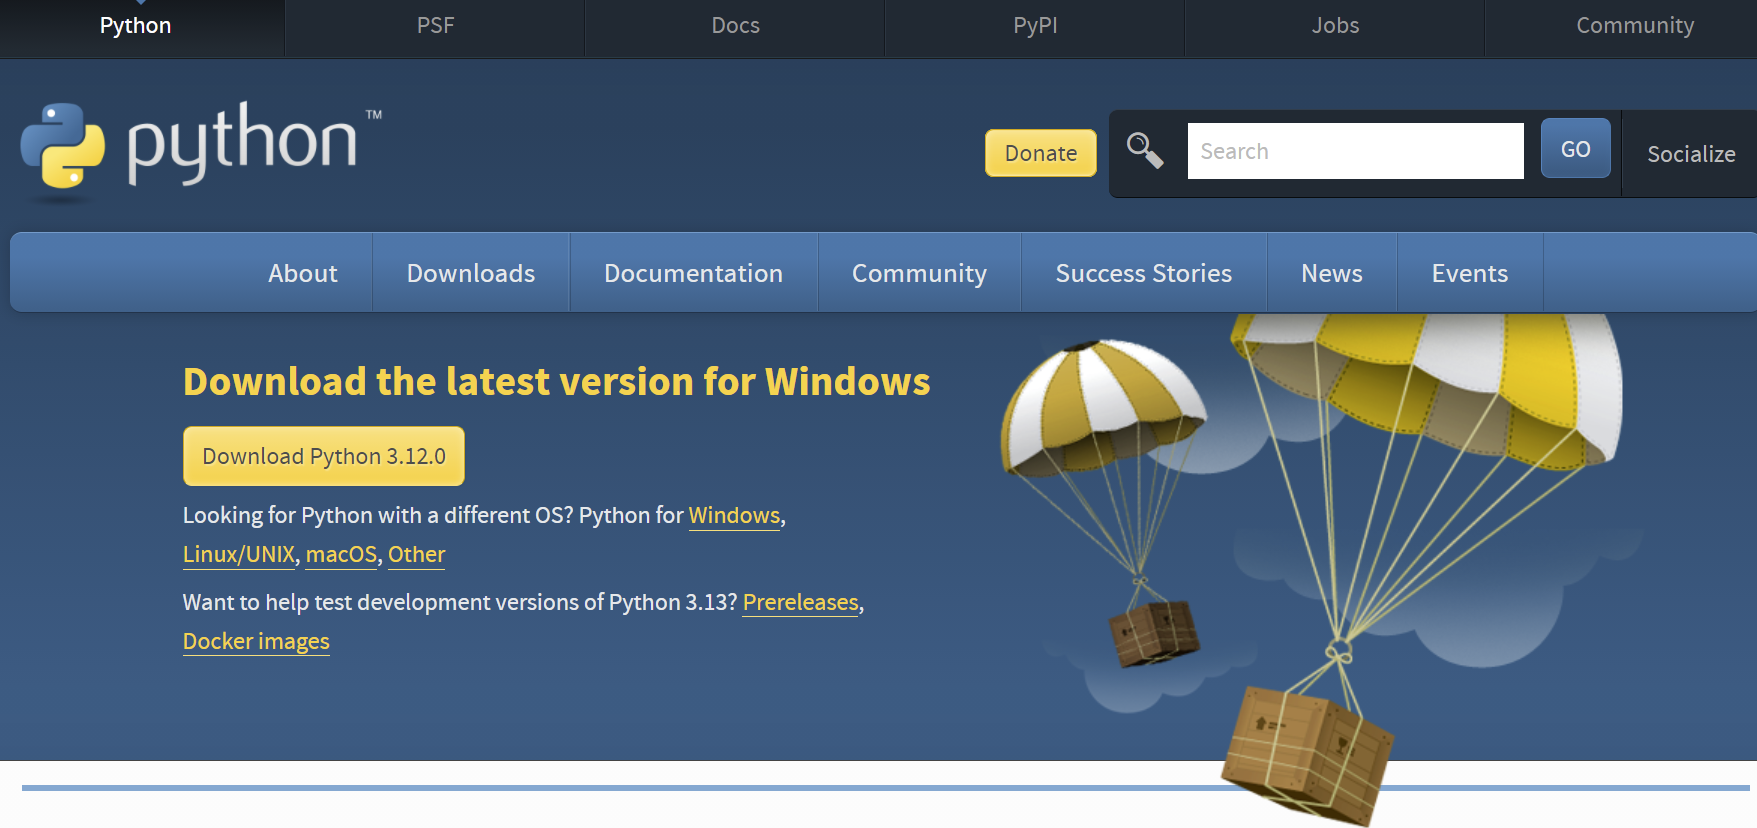 Python PSF Docs PyPI Jobs Community
python™
Donate Search GO Socialize
About Downloads Documentation Community Success Stories News Events
Download the latest version for Windows
Download Python 3.12.0
Looking for Python with a different OS? Python for Windows,
Linux/UNIX, macOS, Other
Want to help test development versions of Python 3.13? Prereleases,
Docker images